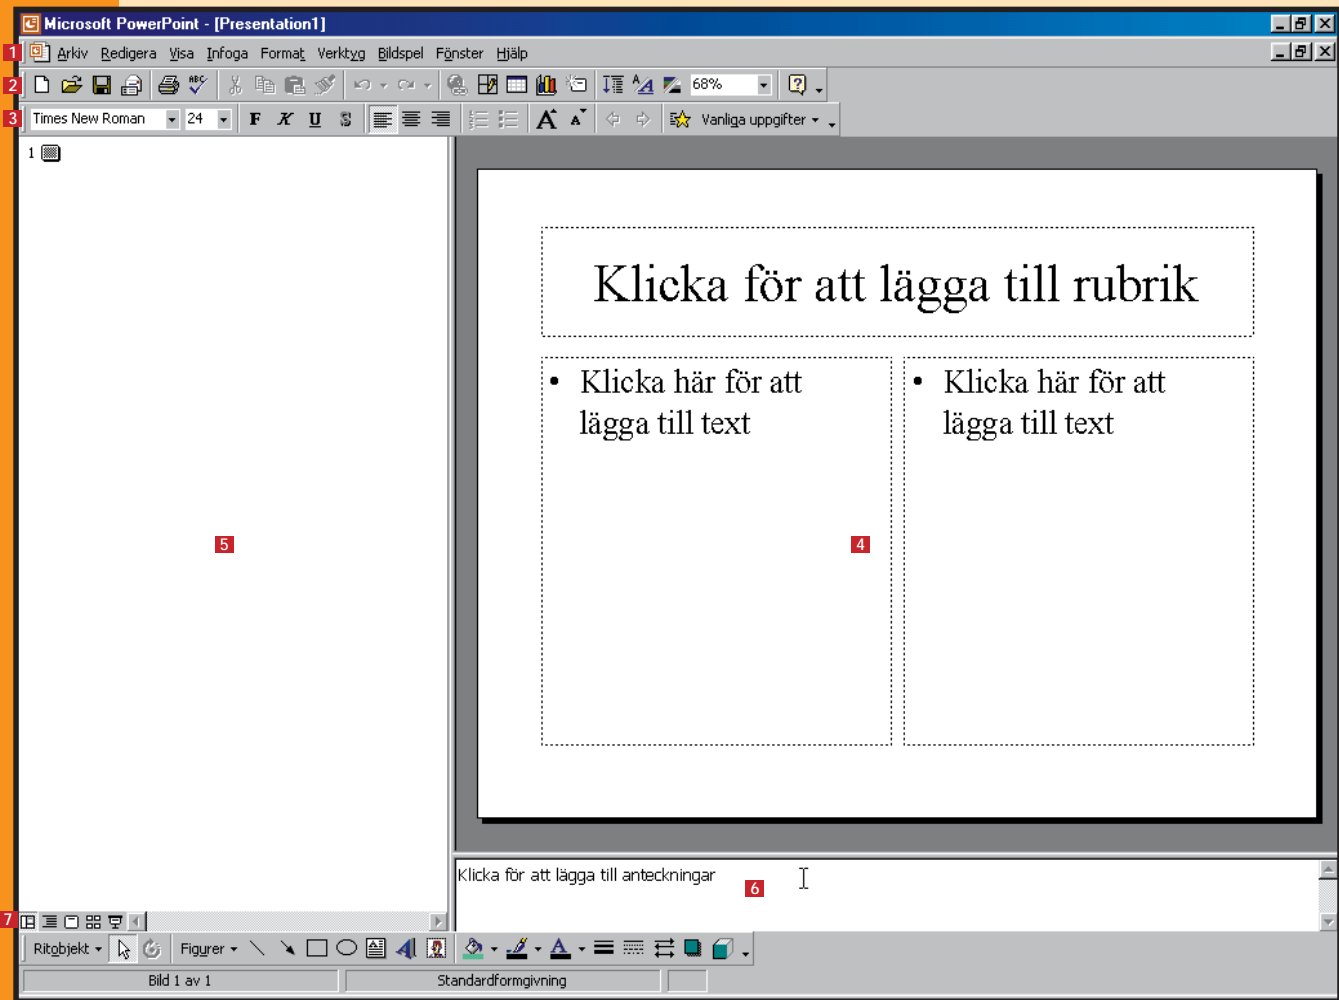 Microsoft PowerPoint - [Presentation1]
1 Arkiv Redigera Visa Infoga Format Verktyg Bildspel Fönster Hjälp
2 ABC 68%
3 Times New Roman 24 F K U S A A Vanliga uppgifter
1
Klicka för att lägga till rubrik
• Klicka här för att
lägga till text
• Klicka här för att
lägga till text
5
4
Klicka för att lägga till anteckningar
6
7
Ritobjekt Figurer
Bild 1 av 1 Standardformgivning